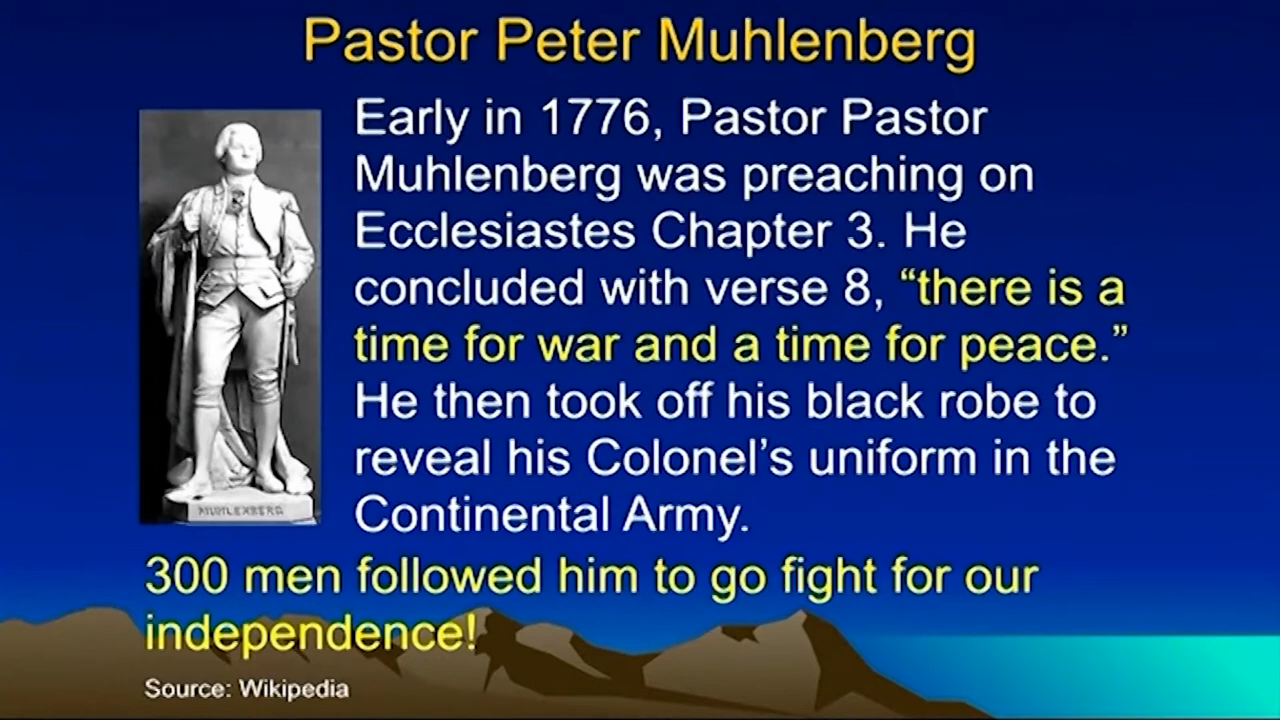 Pastor Peter Muhlenberg
Early in 1776, Pastor Pastor
Muhlenberg was preaching on
Ecclesiastes Chapter 3. He
concluded with verse 8, “there is a
time for war and a time for peace.”
He then took off his black robe to
reveal his Colonel’s uniform in the
Continental Army.
MUHLENBERG
300 men followed him to go fight for our
independence!
Source: Wikipedia